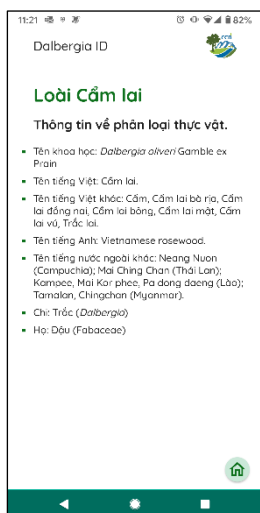 11:21
82%
Dalbergia ID
Loài Cẩm lai
Thông tin về phân loại thực vật.
Tên khoa học: Dalbergia oliveri Gamble ex
Prain
Tên tiếng Việt: Cẩm lai.
Tên tiếng Việt khác: Cẩm, Cẩm lai bà rịa, Cẩm
lai đồng nai, Cẩm lai bông, Cẩm lai mật, Cẩm
lai vú, Trắc lai.
Tên tiếng Anh: Vietnamese rosewood.
Tên tiếng nước ngoài khác: Neang Nuon
(Campuchia); Mai Ching Chan (Thái Lan);
Kampee, Mai Kor phee, Pa dong daeng (Lào);
Tamalan, Chingchan (Myanmar).
Chi: Trắc (Dalbergia)
Họ: Đậu (Fabaceae)